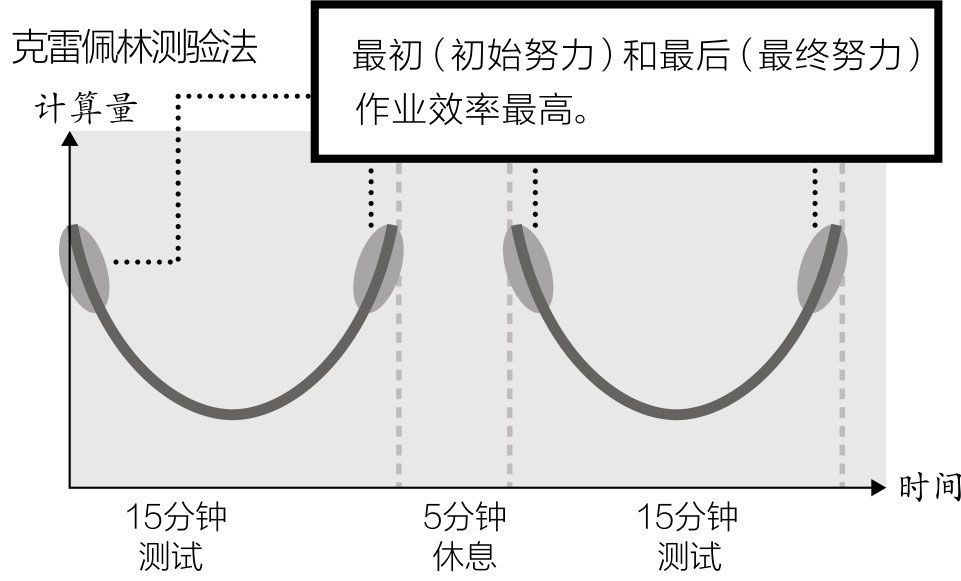 克雷佩林测验法
最初（初始努力）和最后（最终努力）
作业效率最高。
计算量
时间
15分钟
测试
5分钟
休息
15分钟
测试